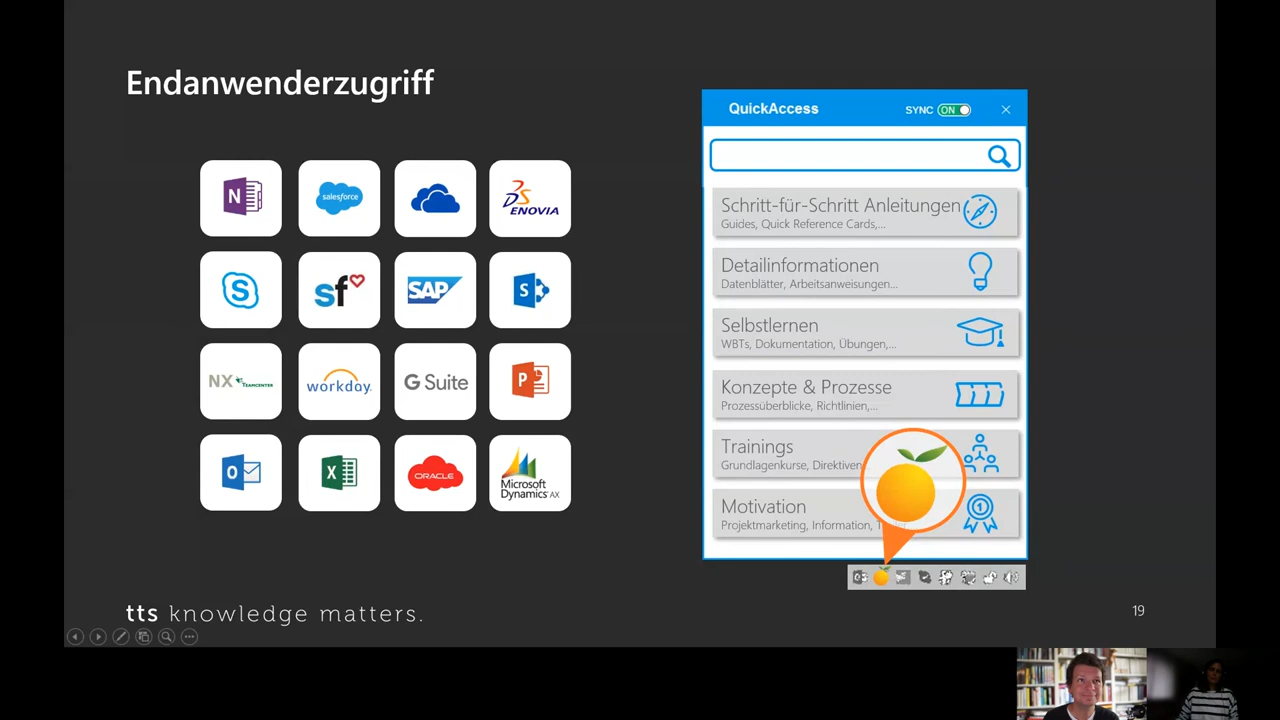 Endanwenderzugriff
N
salesforce
DS ENOVIA
S
sf
SAP
S
NX TEAMCENTER
workday.
G Suite
P
O
X
ORACLE
Microsoft
Dynamics AX
QuickAccess
SYNC ON
Schritt-für-Schritt Anleitungen
Guides, Quick Reference Cards,...
Detailinformationen
Datenblätter, Arbeitsanweisungen...
Selbstlernen
WBTs, Dokumentation, Übungen,...
Konzepte & Prozesse
Prozessüberblicke, Richtlinien,...
Trainings
Grundlagenkurse, Direktiven
Motivation
1
Projektmarketing, Information,
tts knowledge matters.
19